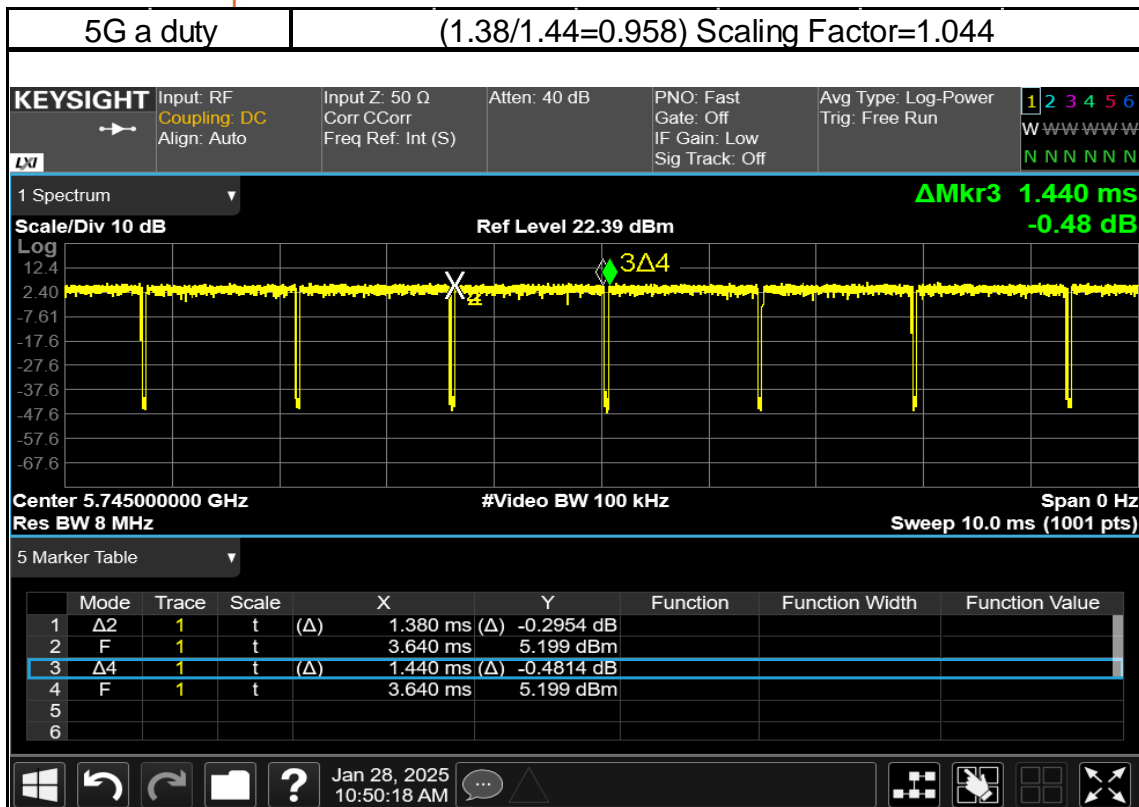 5G a duty (1.38/1.44=0.958) Scaling Factor=1.044
KEYSIGHT Input: RF Input Z: 50 Ω Atten: 40 dB PNO: Fast Avg Type: Log-Power 1 2 3 4 5 6
Coupling: DC Corr CCorr Gate: Off Trig: Free Run W W W W W W
Align: Auto Freq Ref: Int (S) IF Gain: Low
LXI Sig Track: Off N N N N N N
1 Spectrum ΔMkr3 1.440 ms
Scale/Div 10 dB Ref Level 22.39 dBm -0.48 dB
Log
12.4 3Δ4
2.40 X 2
-7.61
-17.6
-27.6
-37.6
-47.6
-57.6
-67.6
Center 5.745000000 GHz #Video BW 100 kHz Span 0 Hz
Res BW 8 MHz Sweep 10.0 ms (1001 pts)
5 Marker Table
Mode Trace Scale X Y Function Function Width Function Value
1 Δ2 1 t (Δ) 1.380 ms (Δ) -0.2954 dB
2 F 1 t 3.640 ms 5.199 dBm
3 Δ4 1 t (Δ) 1.440 ms (Δ) -0.4814 dB
4 F 1 t 3.640 ms 5.199 dBm
5
6
? Jan 28, 2025
10:50:18 AM